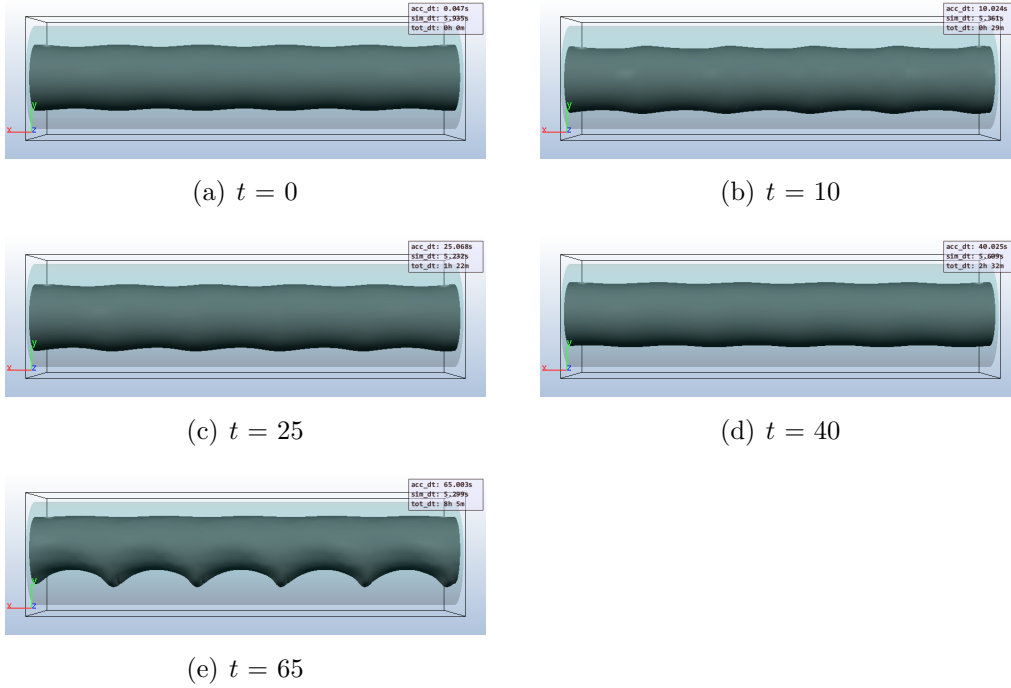 acc_dt: 0.047s
sim_dt: 5.935s
tot_dt: 0h 0m
y
x
z
(a) t = 0
acc_dt: 10.024s
sim_dt: 5.361s
tot_dt: 0h 29m
y
x
z
(b) t = 10
acc_dt: 25.068s
sim_dt: 5.232s
tot_dt: 1h 22m
y
x
z
(c) t = 25
acc_dt: 40.025s
sim_dt: 5.609s
tot_dt: 2h 32m
y
x
z
(d) t = 40
acc_dt: 65.003s
sim_dt: 5.299s
tot_dt: 8h 5m
y
x
z
(e) t = 65